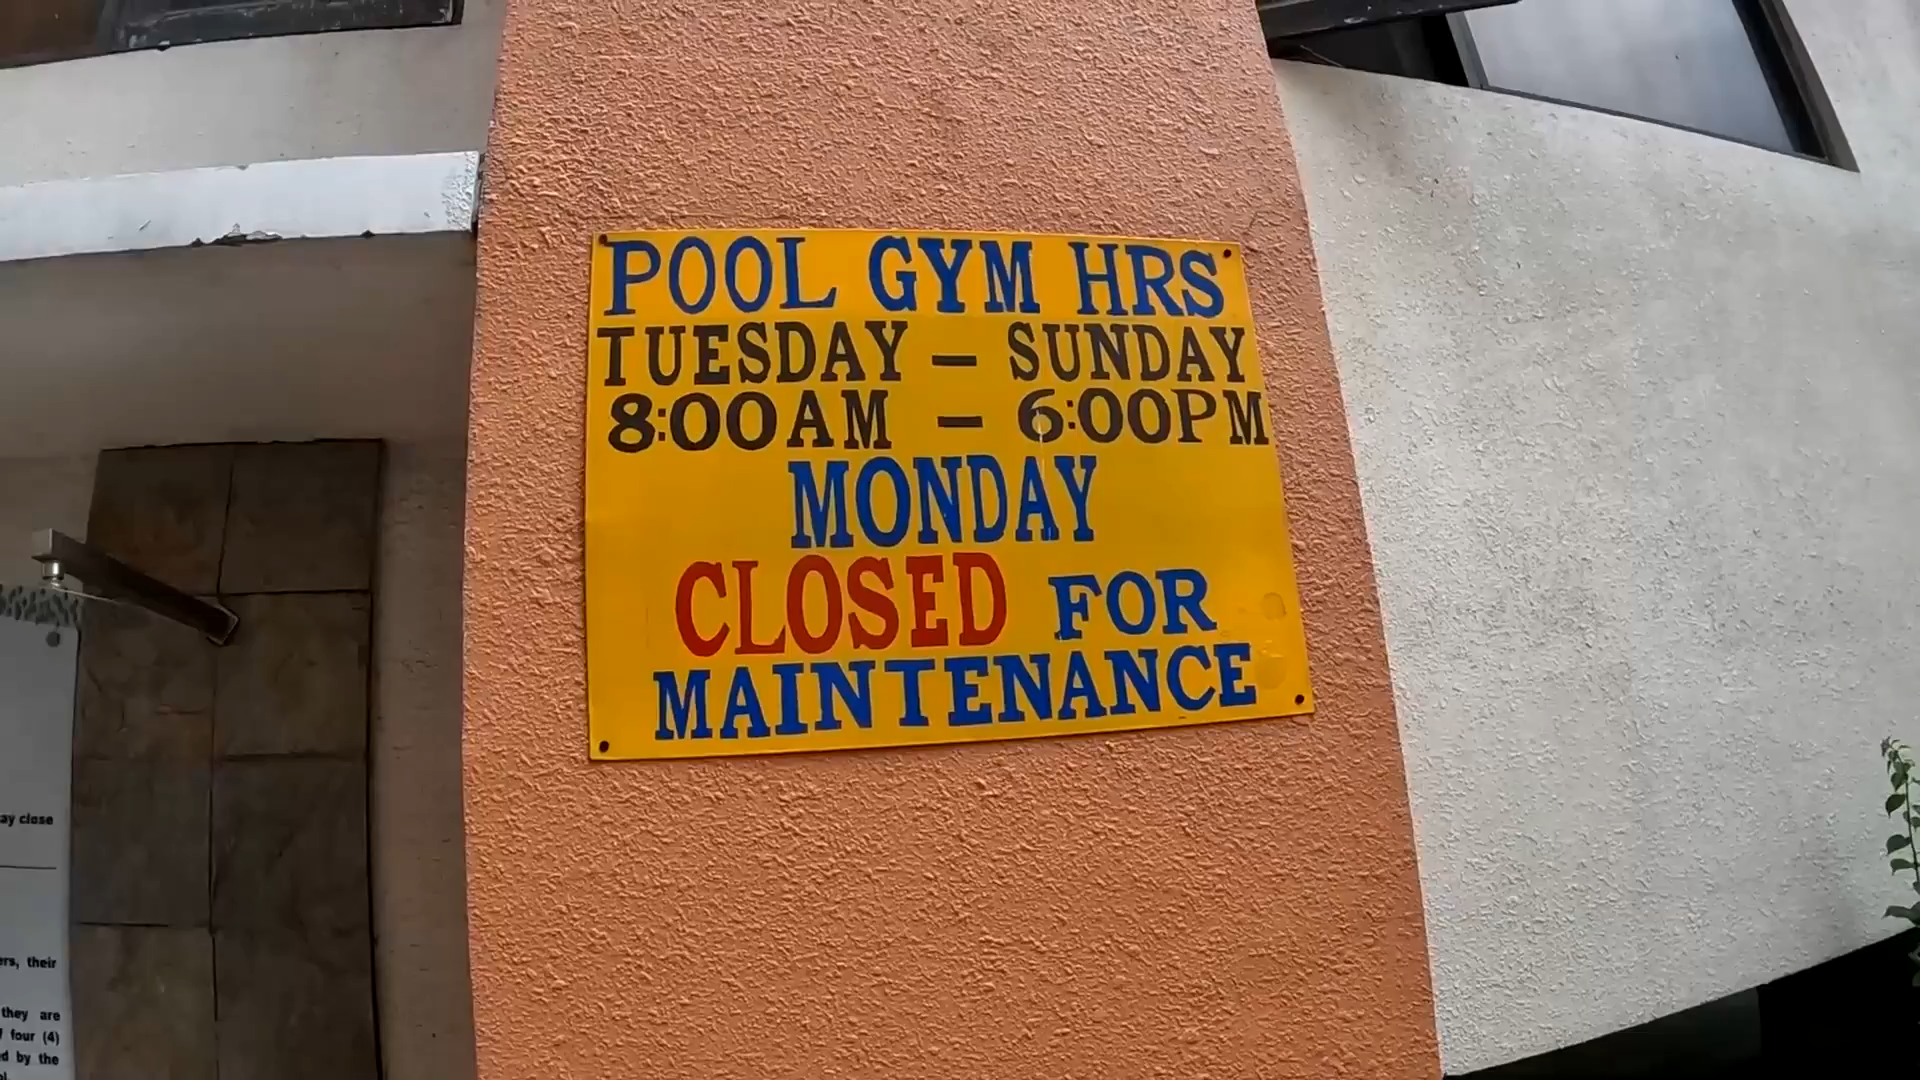 POOL GYM HRS
TUESDAY – SUNDAY
8:00AM – 6:00PM
MONDAY
CLOSED FOR
MAINTENANCE
close
their
they are
four (4)
by the